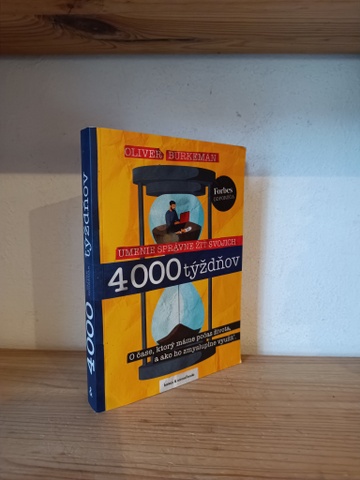 OLIVER BURKEMAN
Forbes
ODPORÚČA
UMENIE SPRÁVNE ŽIŤ SVOJICH
4000 týždňov
O čase, ktorý máme počas života,
a ako ho zmysluplne využiť.
4000 týždňov